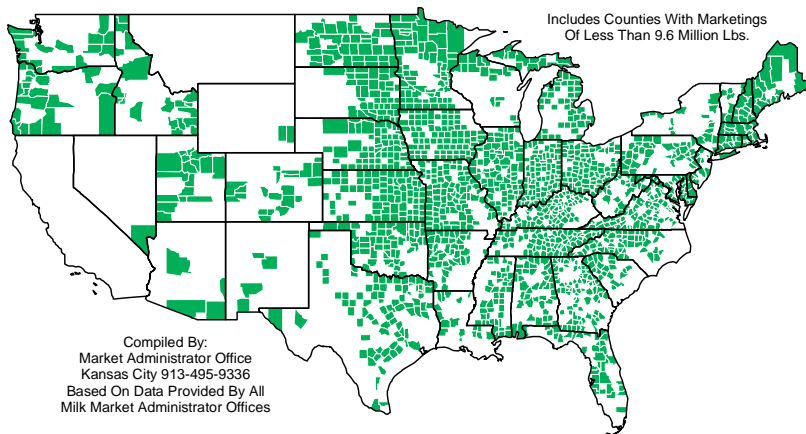 Includes Counties With Marketings
Of Less Than 9.6 Million Lbs.
Compiled By:
Market Administrator Office
Kansas City 913-495-9336
Based On Data Provided By All
Milk Market Administrator Offices